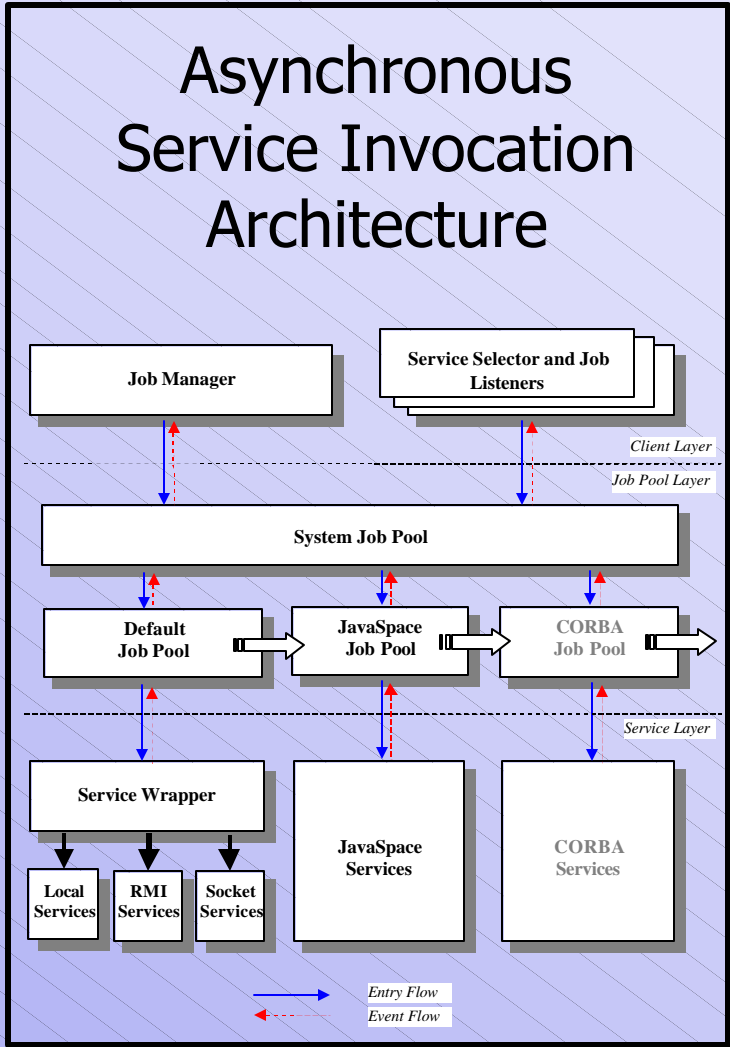 Asynchronous
Service Invocation
Architecture
Job Manager
Service Selector and Job
Listeners
Client Layer
Job Pool Layer
System Job Pool
Default
Job Pool
JavaSpace
Job Pool
CORBA
Job Pool
Service Layer
Service Wrapper
JavaSpace
Services
CORBA
Services
Local
Services
RMI
Services
Socket
Services
Entry Flow
Event Flow